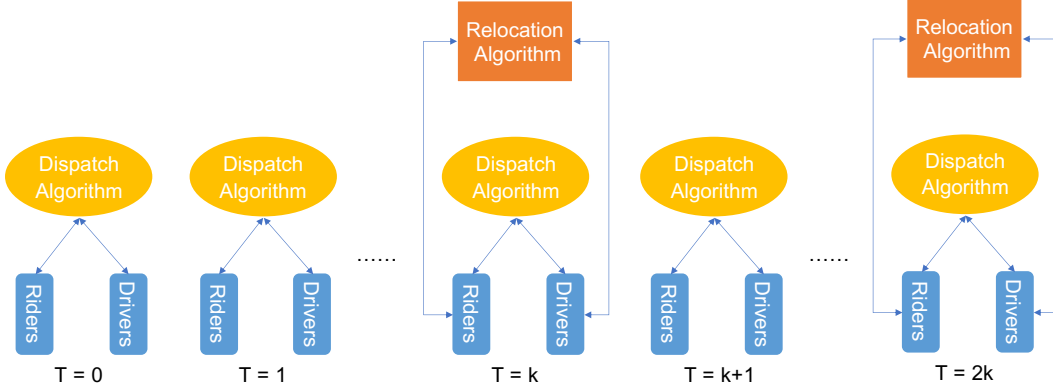 Relocation
Algorithm
Relocation
Algorithm
Dispatch
Algorithm
Dispatch
Algorithm
Dispatch
Algorithm
Dispatch
Algorithm
Dispatch
Algorithm
......
......
Riders
Drivers
Riders
Drivers
Riders
Drivers
Riders
Drivers
Riders
Drivers
T = 0
T = 1
T = k
T = k+1
T = 2k